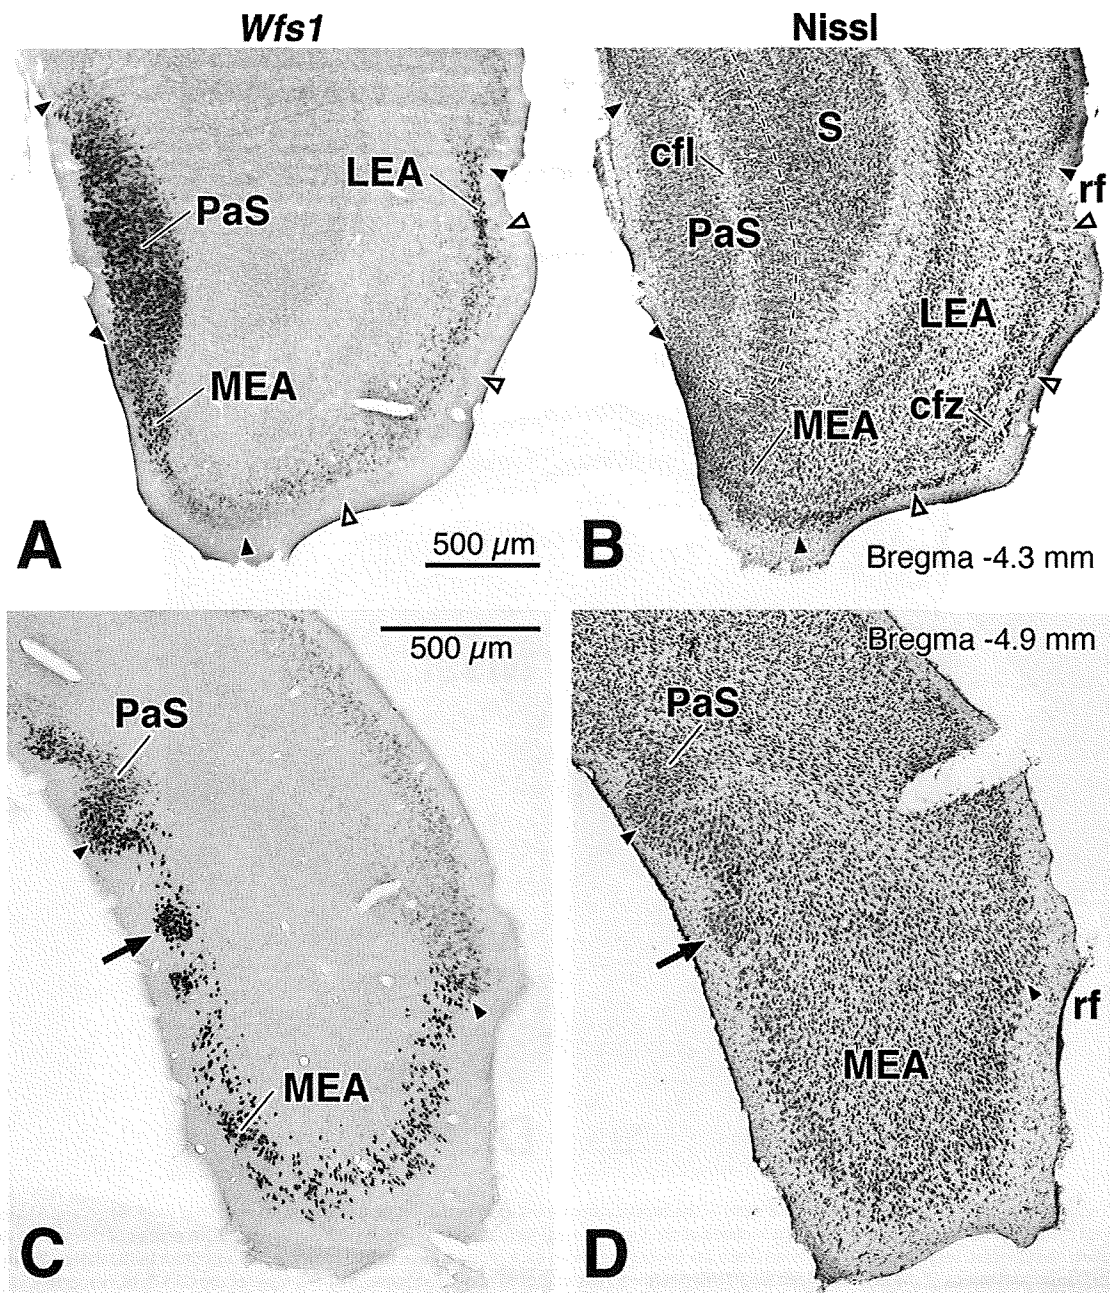 Wfs1
Nissl
PaS
LEA
MEA
A
500 µm
S
cfl
PaS
rf
LEA
cfz
MEA
B
Bregma -4.3 mm
500 µm
PaS
MEA
C
Bregma -4.9 mm
PaS
rf
MEA
D